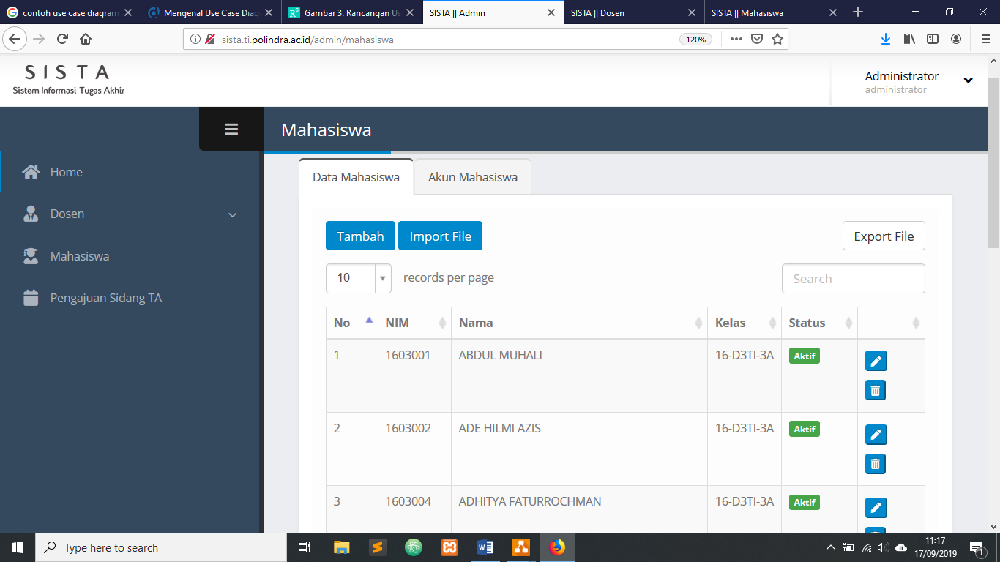 contoh use case diagram
Mengenal Use Case Diag
Gambar 3. Rancangan Us
SISTA || Admin
SISTA || Dosen
SISTA || Mahasiswa
sista.ti.polindra.ac.id/admin/mahasiswa
120%
SISTA
Sistem Informasi Tugas Akhir
Administrator
administrator
Mahasiswa
Home
Dosen
Mahasiswa
Pengajuan Sidang TA
Data Mahasiswa
Akun Mahasiswa
Tambah
Import File
Export File
10 records per page
Search
No NIM Nama Kelas Status
1 1603001 ABDUL MUHALI 16-D3TI-3A Aktif
2 1603002 ADE HILMI AZIS 16-D3TI-3A Aktif
3 1603004 ADHITYA FATURROCHMAN 16-D3TI-3A Aktif
Type here to search
11:17
17/09/2019
1